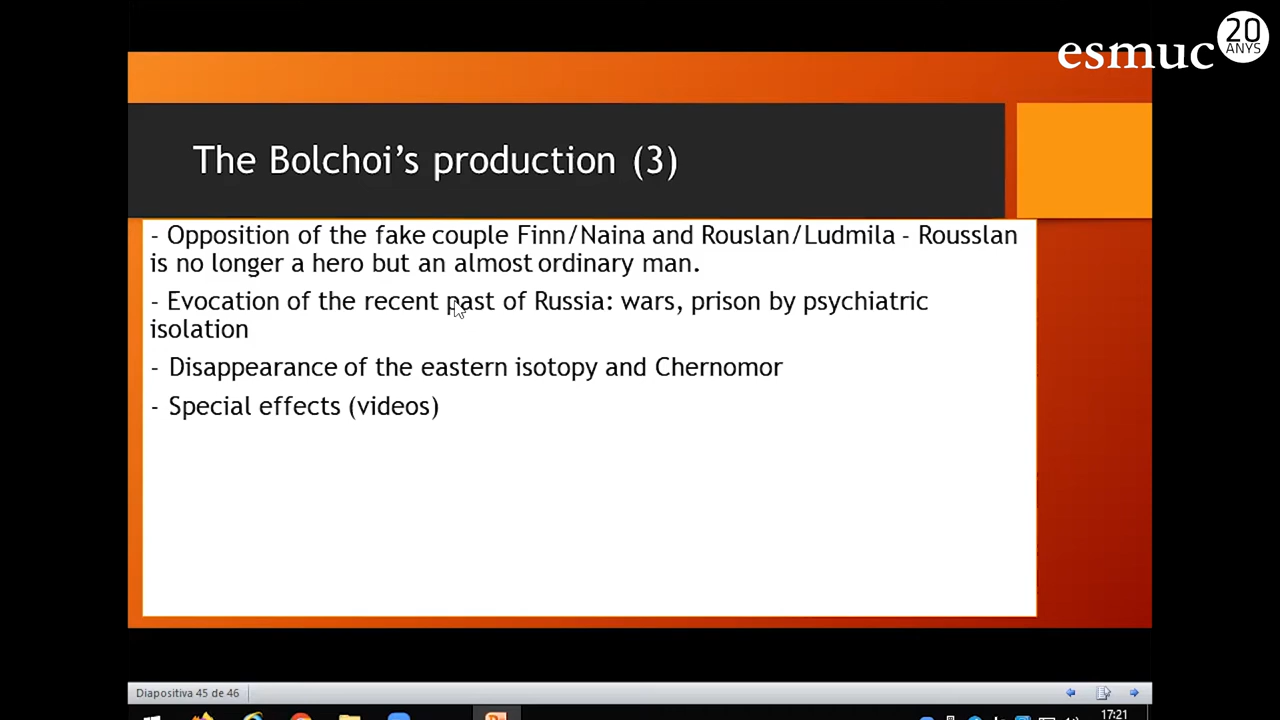 20
ANYS
esmuc
The Bolchoi’s production (3)
- Opposition of the fake couple Finn/Naina and Rouslan/Ludmila - Rousslan
is no longer a hero but an almost ordinary man.
- Evocation of the recent past of Russia: wars, prison by psychiatric
isolation
- Disappearance of the eastern isotopy and Chernomor
- Special effects (videos)
Diapositiva 45 de 46
17:21